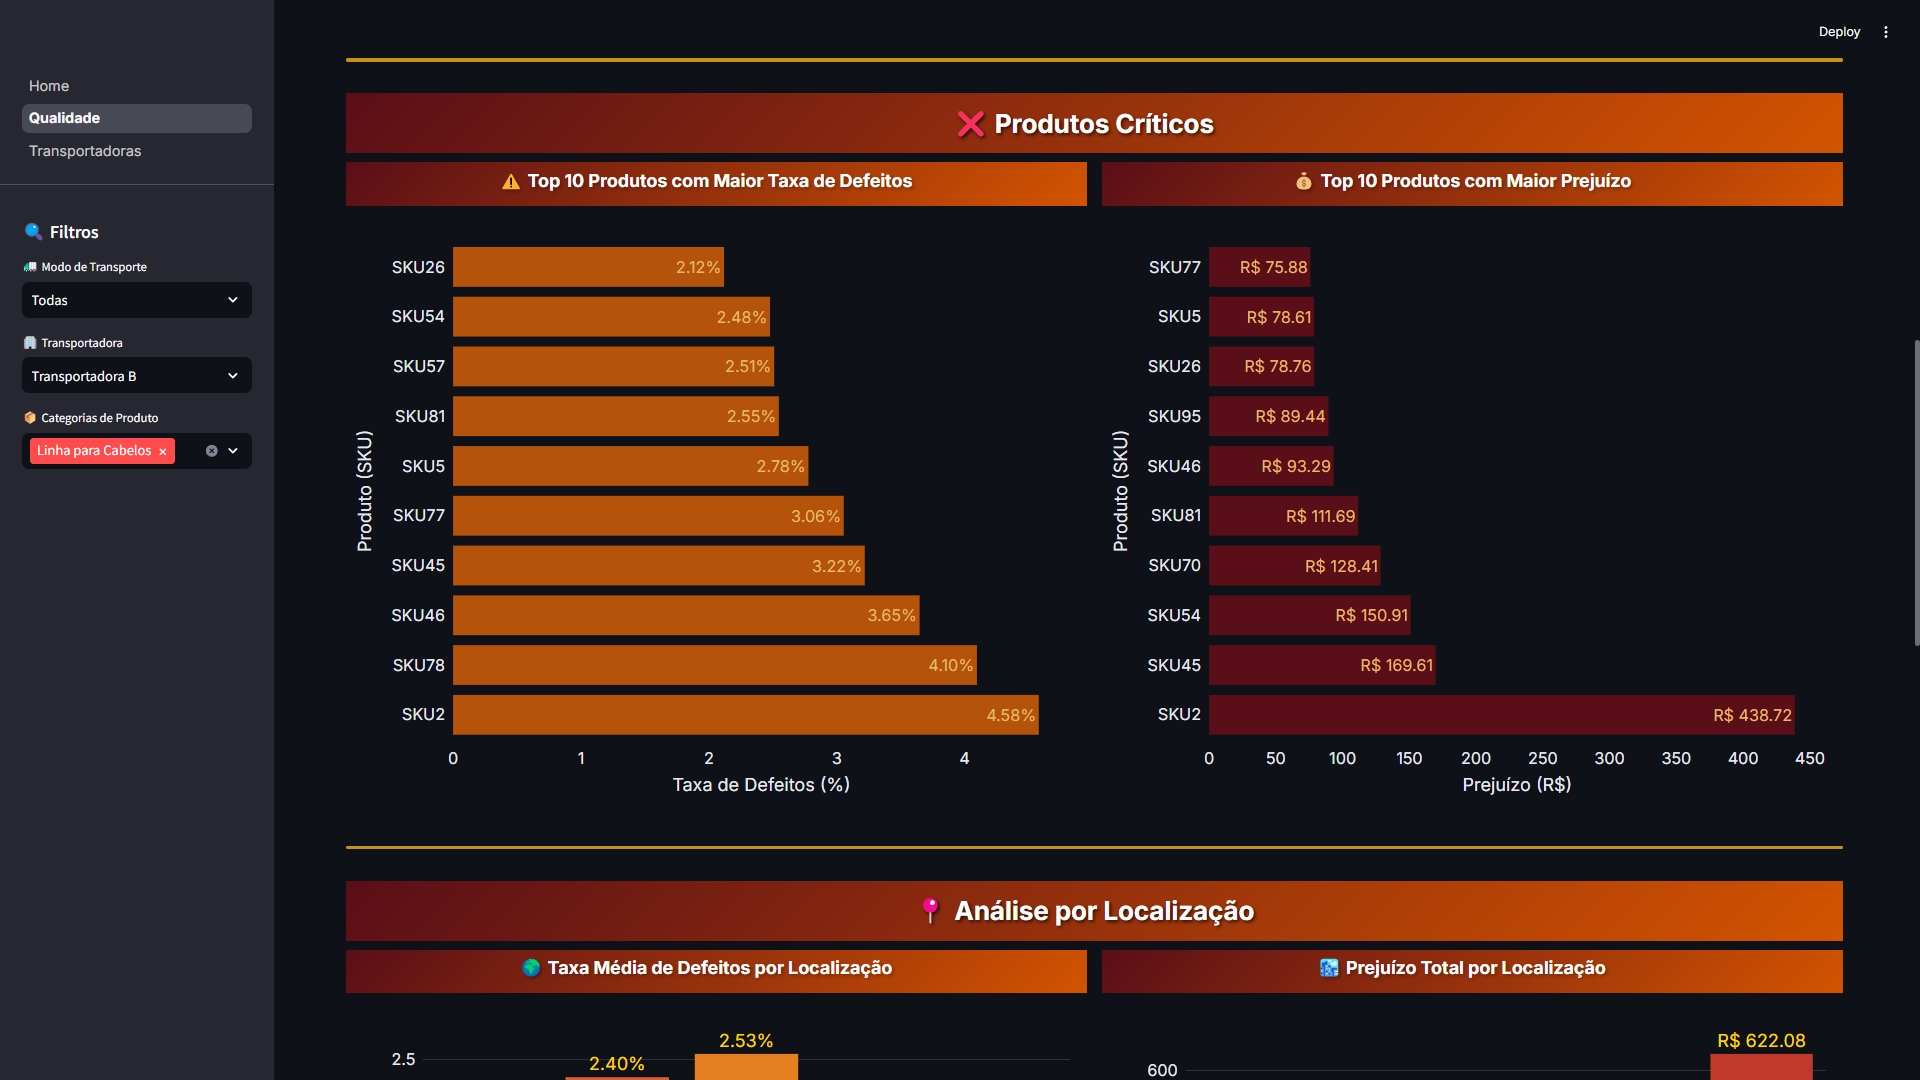 Deploy
Home
Qualidade
Transportadoras
Filtros
Modo de Transporte
Todas
Transportadora
Transportadora B
Categorias de Produto
Linha para Cabelos ×
Produtos Críticos
Top 10 Produtos com Maior Taxa de Defeitos
Produto (SKU)
SKU26 2.12%
SKU54 2.48%
SKU57 2.51%
SKU81 2.55%
SKU5 2.78%
SKU77 3.06%
SKU45 3.22%
SKU46 3.65%
SKU78 4.10%
SKU2 4.58%
0 1 2 3 4
Taxa de Defeitos (%)
Top 10 Produtos com Maior Prejuízo
Produto (SKU)
SKU77 R$ 75.88
SKU5 R$ 78.61
SKU26 R$ 78.76
SKU95 R$ 89.44
SKU46 R$ 93.29
SKU81 R$ 111.69
SKU70 R$ 128.41
SKU54 R$ 150.91
SKU45 R$ 169.61
SKU2 R$ 438.72
0 50 100 150 200 250 300 350 400 450
Prejuízo (R$)
Análise por Localização
Taxa Média de Defeitos por Localização
2.53%
2.5
2.40%
Prejuízo Total por Localização
R$ 622.08
600